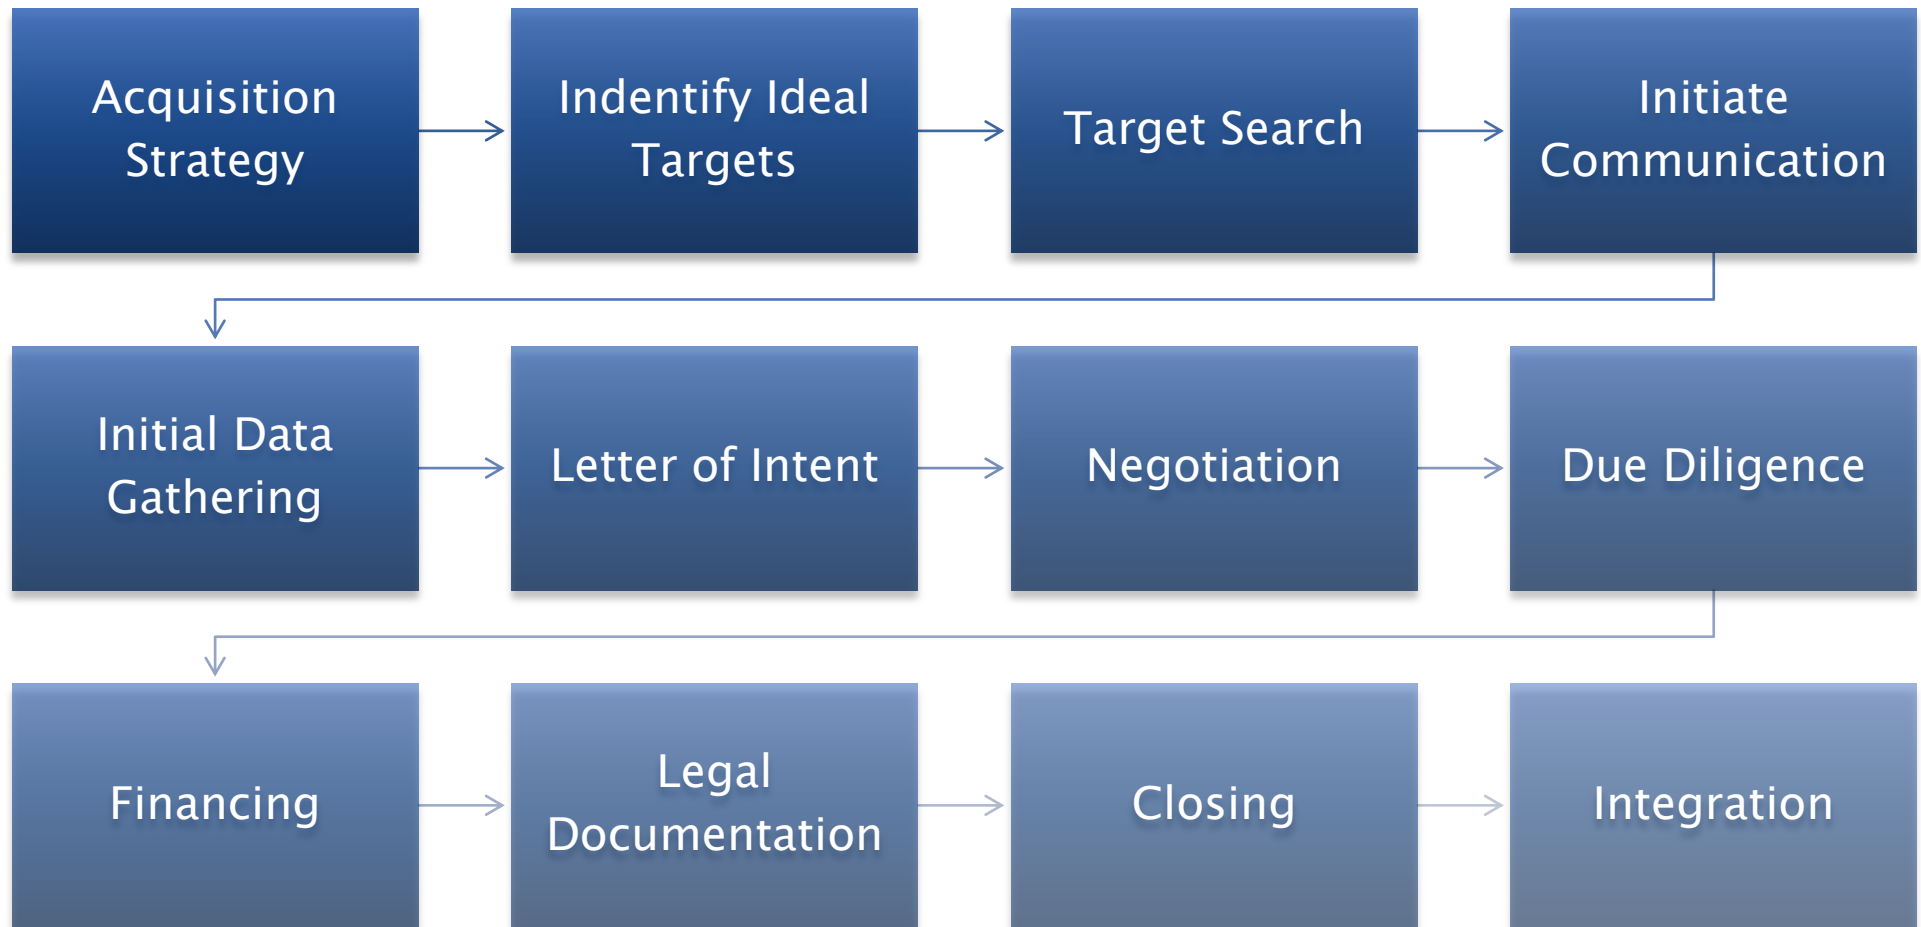 Acquisition
Strategy
Indentify Ideal
Targets
Target Search
Initiate
Communication
Initial Data
Gathering
Letter of Intent
Negotiation
Due Diligence
Financing
Legal
Documentation
Closing
Integration